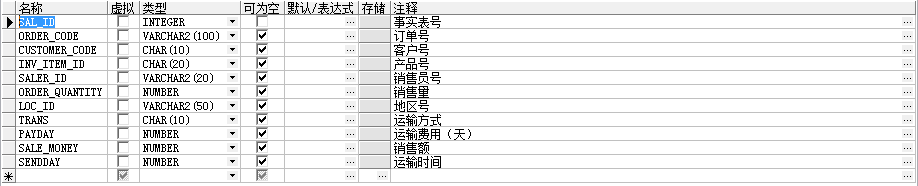 名称 虚拟 类型 可为空 默认/表达式 存储 注释
SAL_ID INTEGER 事实表号
ORDER_CODE VARCHAR2(100) 订单号
CUSTOMER_CODE CHAR(10) 客户号
INV_ITEM_ID CHAR(20) 产品号
SALER_ID VARCHAR2(20) 销售员号
ORDER_QUANTITY NUMBER 销售量
LOC_ID VARCHAR2(50) 地区号
TRANS CHAR(10) 运输方式
PAYDAY NUMBER 运输费用（天）
SALE_MONEY NUMBER 销售额
SENDDAY NUMBER 运输时间